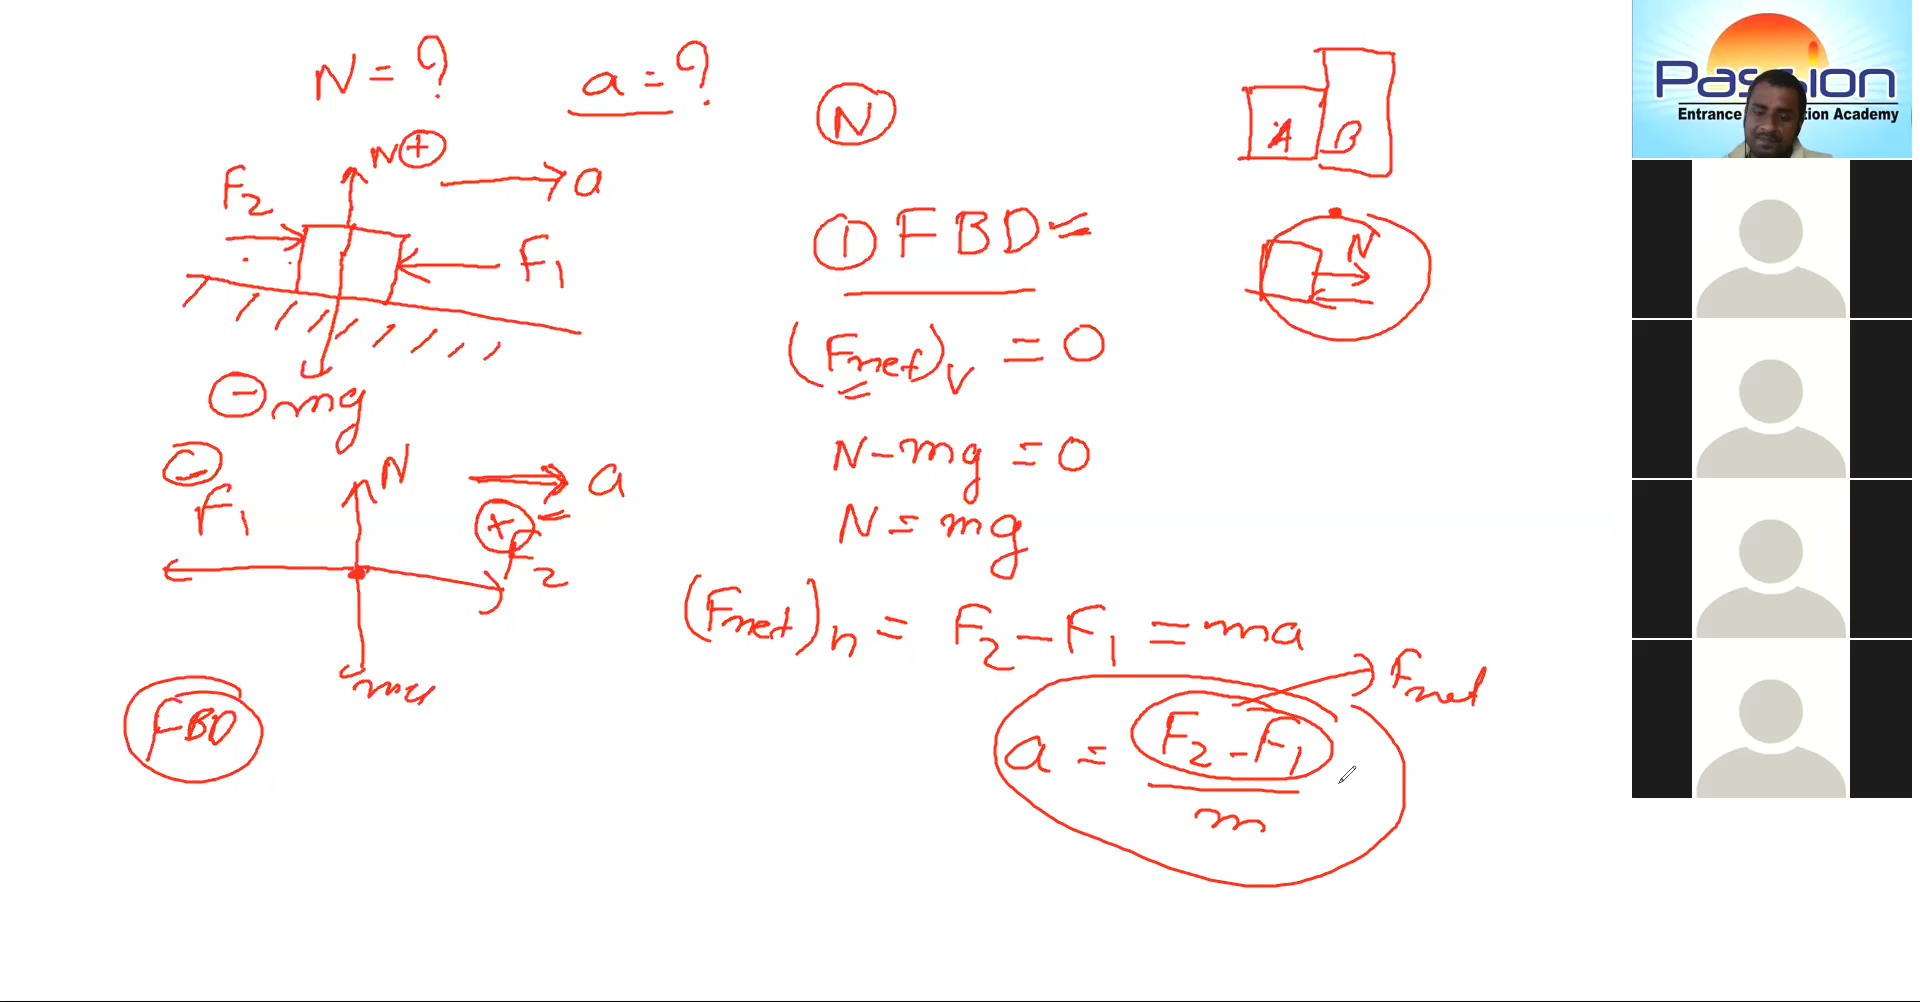 N = ?
a = ?
N
N +
a
F2
F1
- mg
- F1
N
a
+ F2
FBD
1 FBD
(Fnet)v = 0
N - mg = 0
N = mg
(Fnet)h = F2 - F1 = ma
Fnet
a = F2 - F1 / m
A B
N
Passion
Entrance
Academy